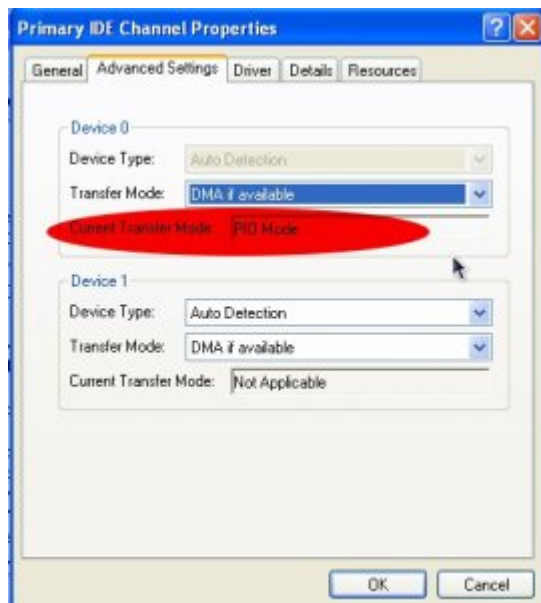 Primary IDE Channel Properties
General Advanced Settings Driver Details Resources
Device 0
Device Type: Auto Detection
Transfer Mode: DMA if available
Current Transfer Mode: PIO Mode
Device 1
Device Type: Auto Detection
Transfer Mode: DMA if available
Current Transfer Mode: Not Applicable
OK Cancel